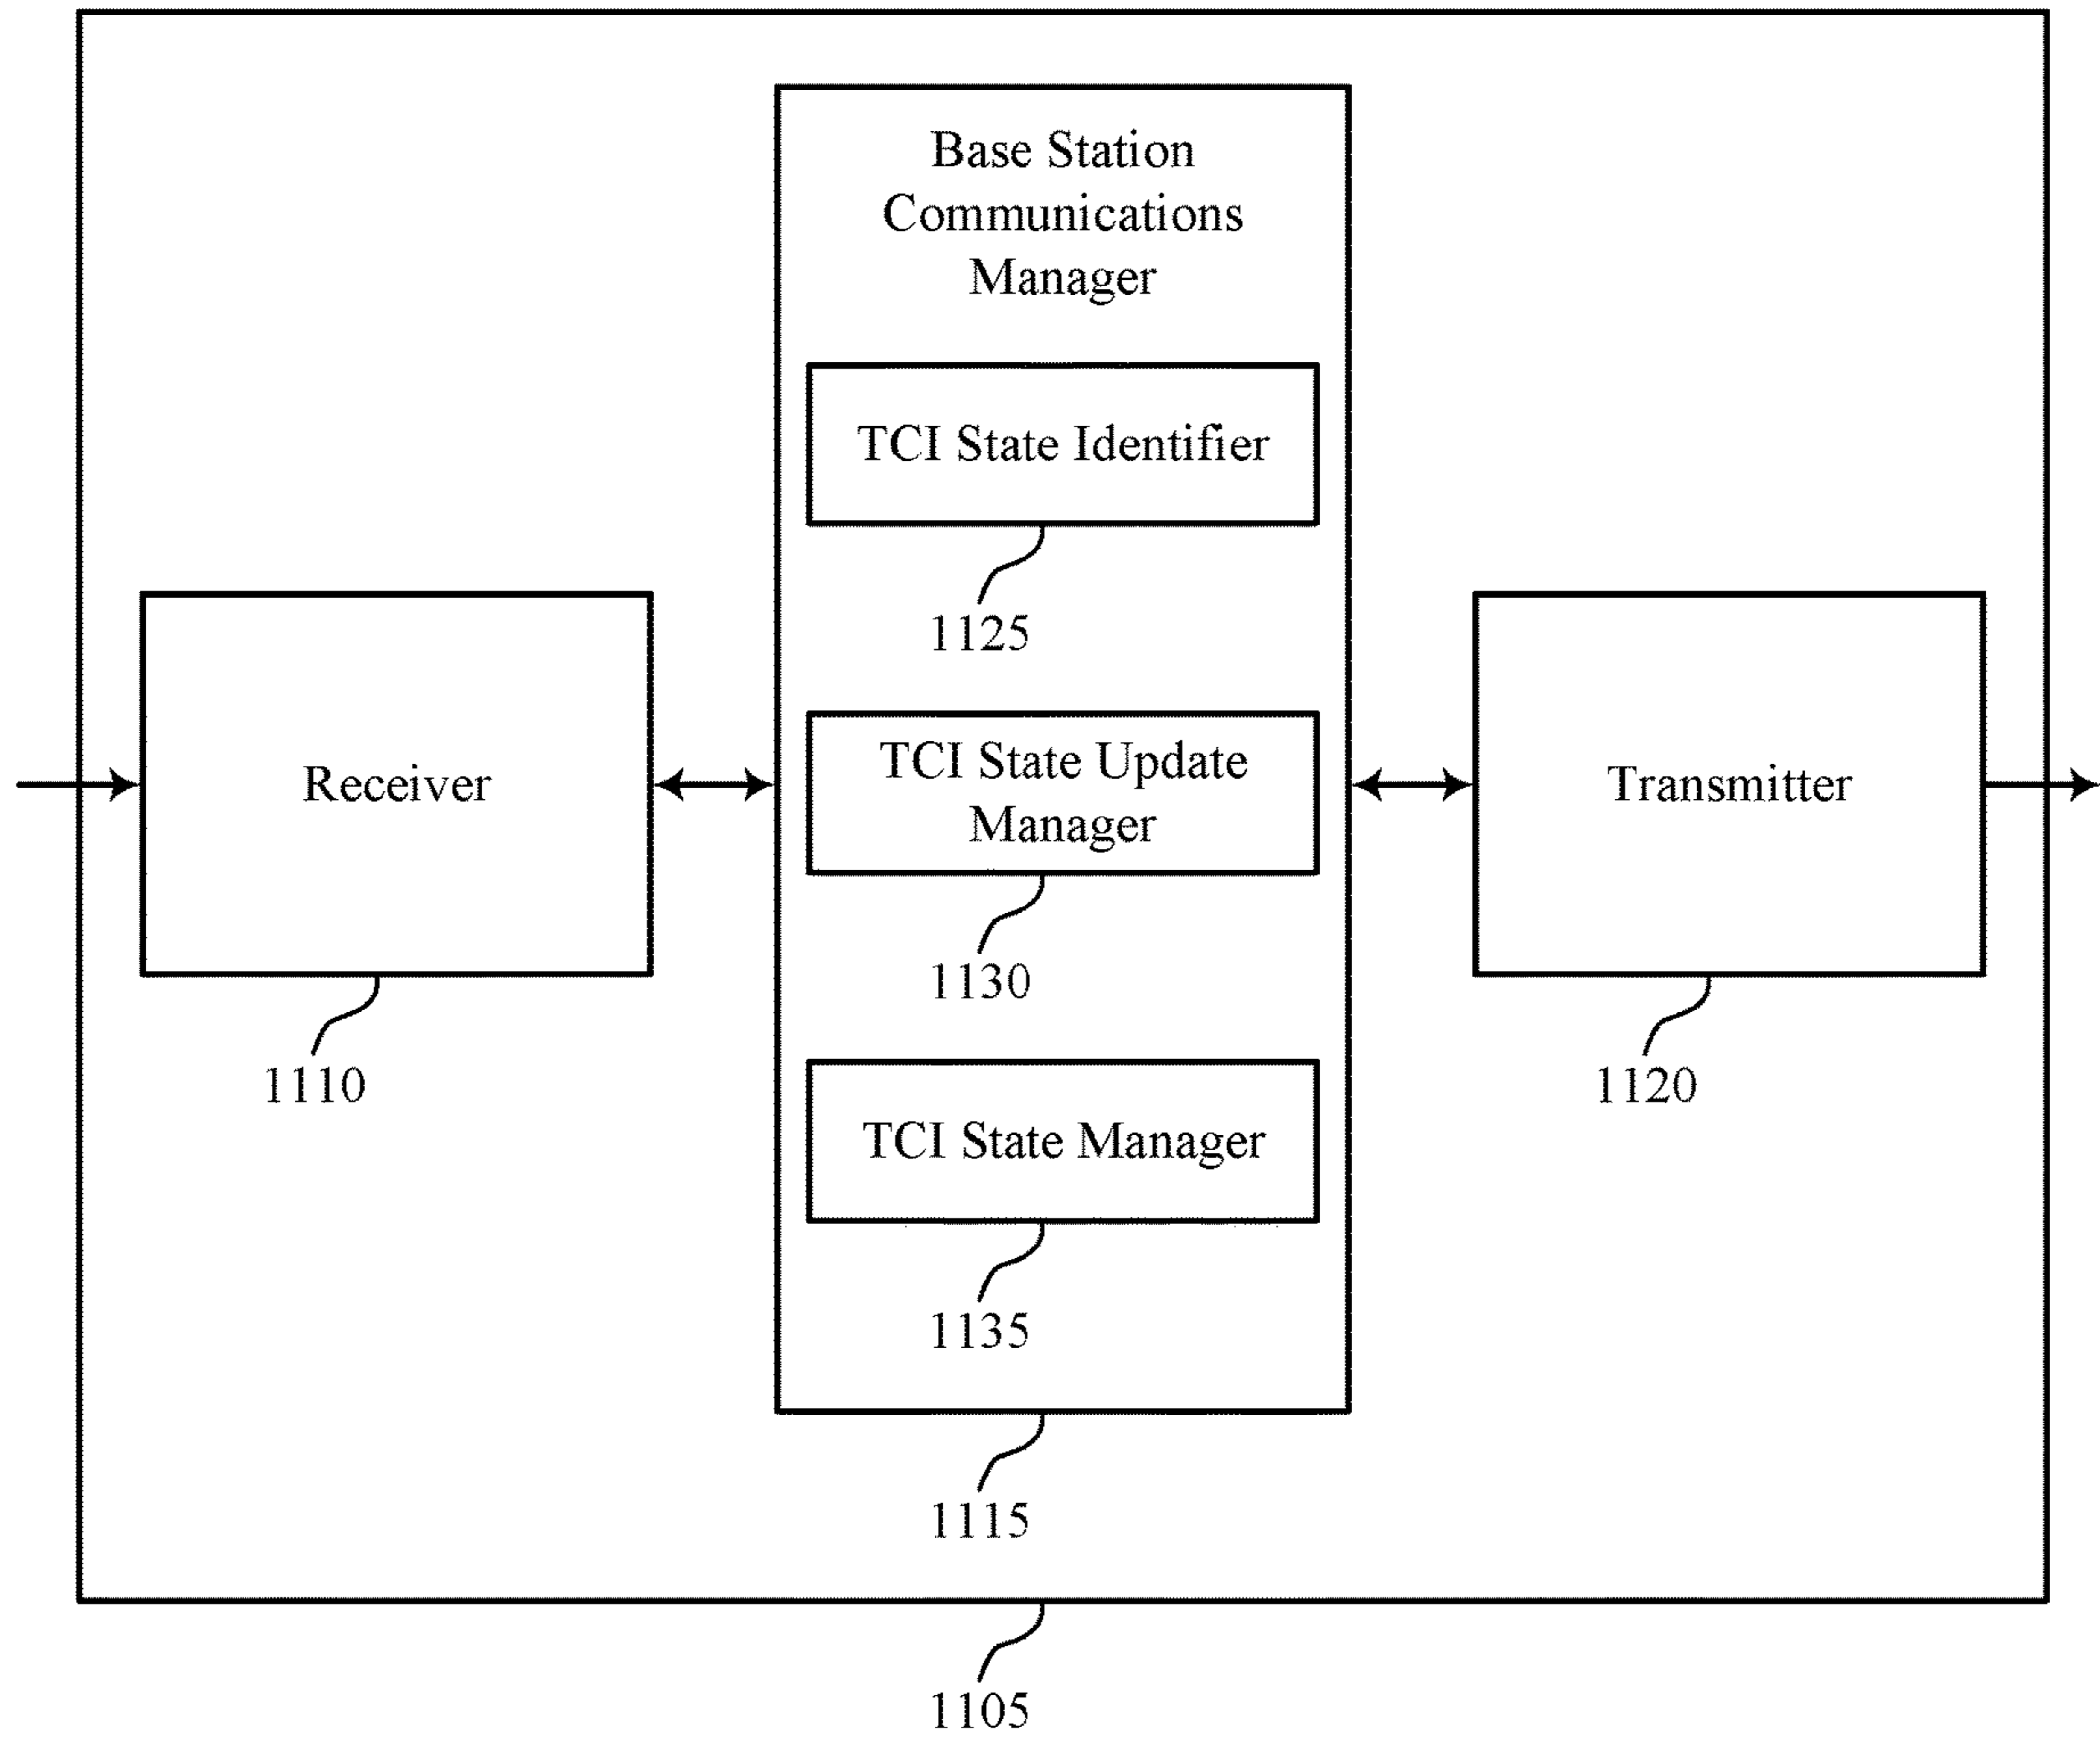 Base Station
Communications
Manager
TCI State Identifier
1125
Receiver
1110
TCI State Update
Manager
1130
Transmitter
1120
TCI State Manager
1135
1115
1105